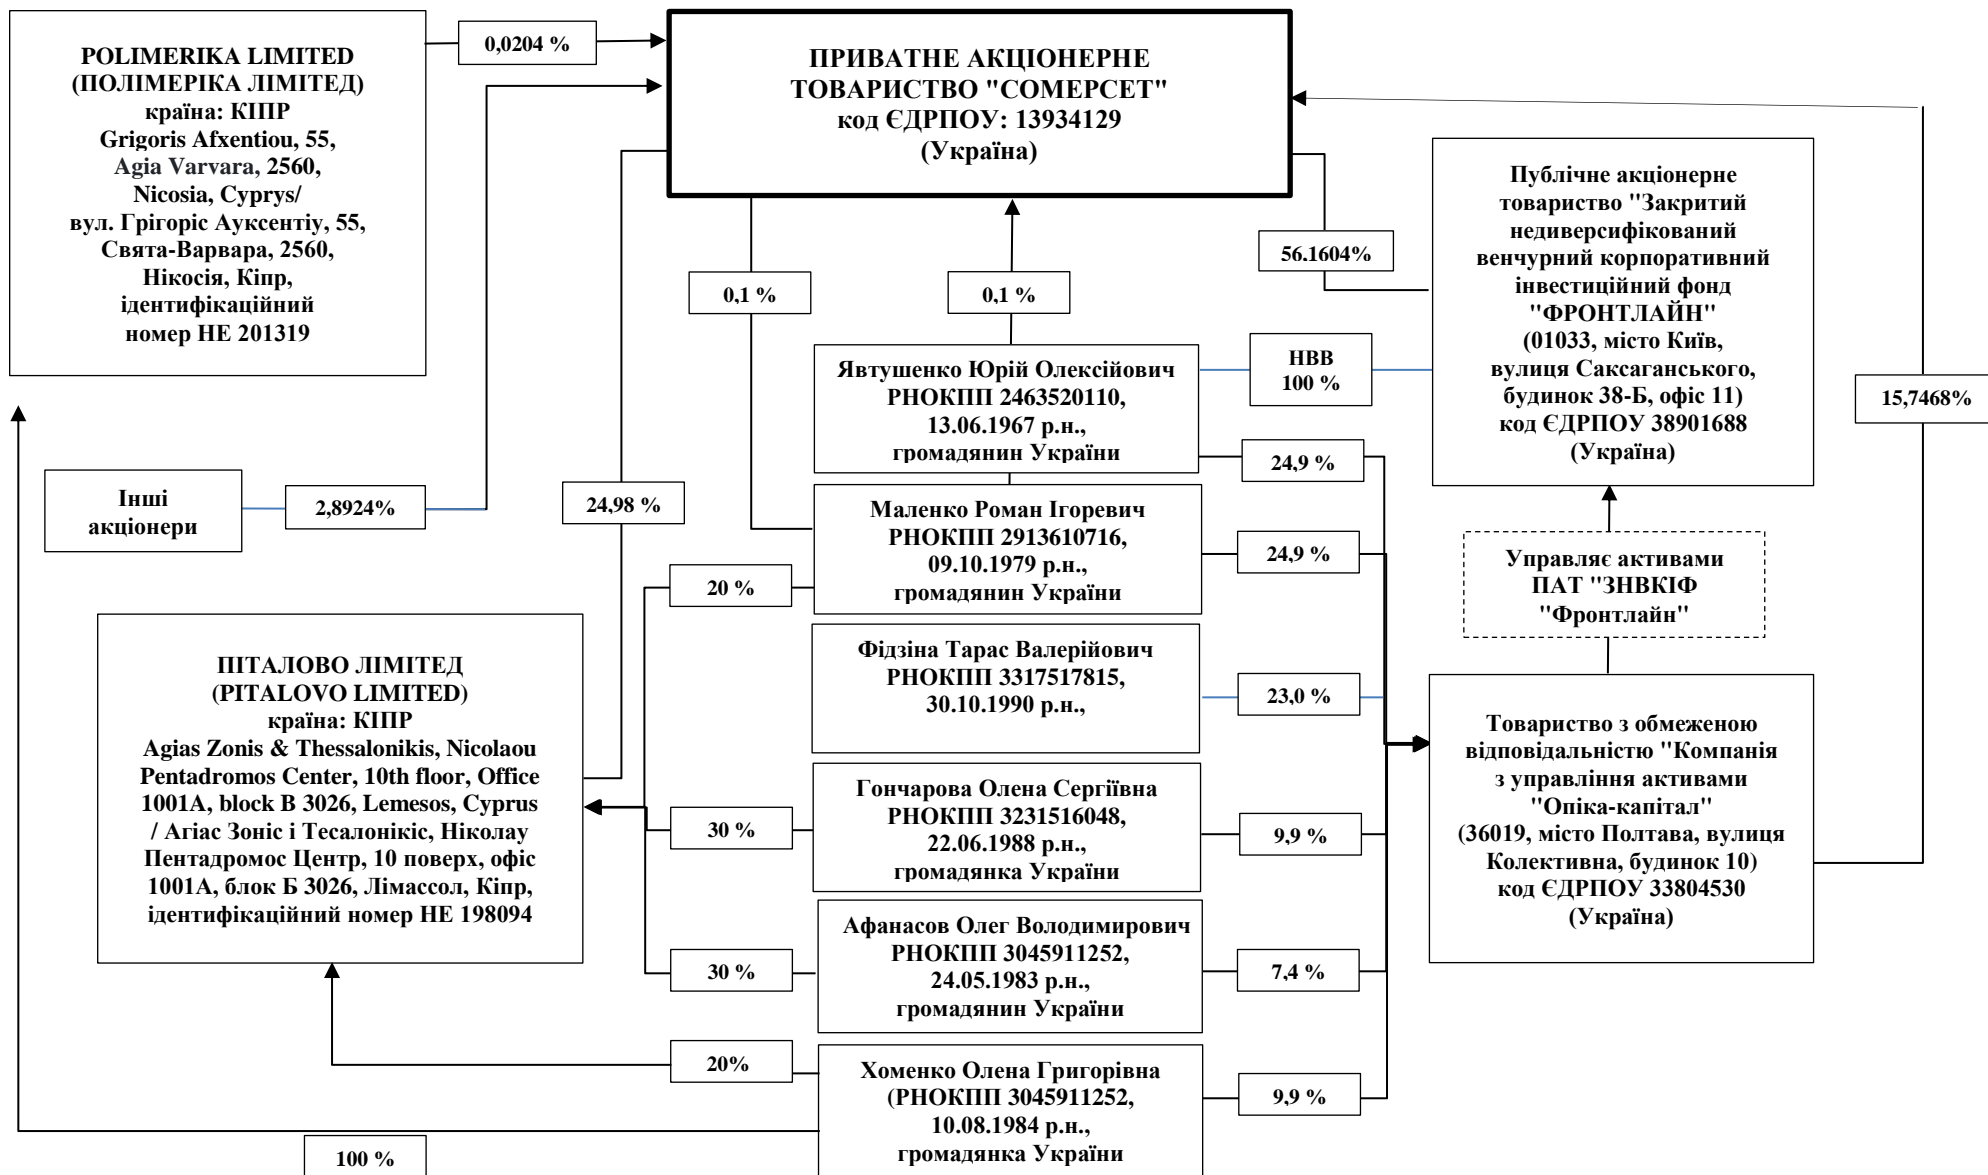 POLIMERIKA LIMITED
(ПОЛІМЕРІКА ЛІМІТЕД)
країна: КІПР
Grigoris Afxentiou, 55,
Agia Varvara, 2560,
Nicosia, Cyprys/
вул. Грігоріс Ауксентіу, 55,
Свята-Варвара, 2560,
Нікосія, Кіпр,
ідентифікаційний
номер HE 201319
0,0204 %
ПРИВАТНЕ АКЦІОНЕРНЕ
ТОВАРИСТВО "СОМЕРСЕТ"
код ЄДРПОУ: 13934129
(Україна)
Публічне акціонерне
товариство "Закритий
недиверсифікований
венчурний корпоративний
інвестиційний фонд
"ФРОНТЛАЙН"
(01033, місто Київ,
вулиця Саксаганського,
будинок 38-Б, офіс 11)
код ЄДРПОУ 38901688
(Україна)
56,1604%
0,1 %
0,1 %
НВВ
100 %
15,7468%
Явтушенко Юрій Олексійович
РНОКПП 2463520110,
13.06.1967 р.н.,
громадянин України
24,9 %
Інші
акціонери
2,8924%
24,98 %
Маленко Роман Ігоревич
РНОКПП 2913610716,
09.10.1979 р.н.,
громадянин України
24,9 %
20 %
Управляє активами
ПАТ "ЗНВКІФ
"Фронтлайн"
Фідзіна Тарас Валерійович
РНОКПП 3317517815,
30.10.1990 р.н.,
23,0 %
ПІТАЛОВО ЛІМІТЕД
(PITALOVO LIMITED)
країна: КІПР
Agias Zonis & Thessalonikis, Nicolaou
Pentadromos Center, 10th floor, Office
1001A, block B 3026, Lemesos, Cyprus
/ Агіас Зоніс і Тесалонікіс, Ніколау
Пентадромос Центр, 10 поверх, офіс
1001А, блок Б 3026, Лімассол, Кіпр,
ідентифікаційний номер HE 198094
Товариство з обмеженою
відповідальністю "Компанія
з управління активами
"Опіка-капітал"
(36019, місто Полтава, вулиця
Колективна, будинок 10)
код ЄДРПОУ 33804530
(Україна)
30 %
Гончарова Олена Сергіївна
РНОКПП 3231516048,
22.06.1988 р.н.,
громадянка України
9,9 %
30 %
Афанасов Олег Володимирович
РНОКПП 3045911252,
24.05.1983 р.н.,
громадянин України
7,4 %
20%
Хоменко Олена Григорівна
(РНОКПП 3045911252,
10.08.1984 р.н.,
громадянка України
9,9 %
100 %